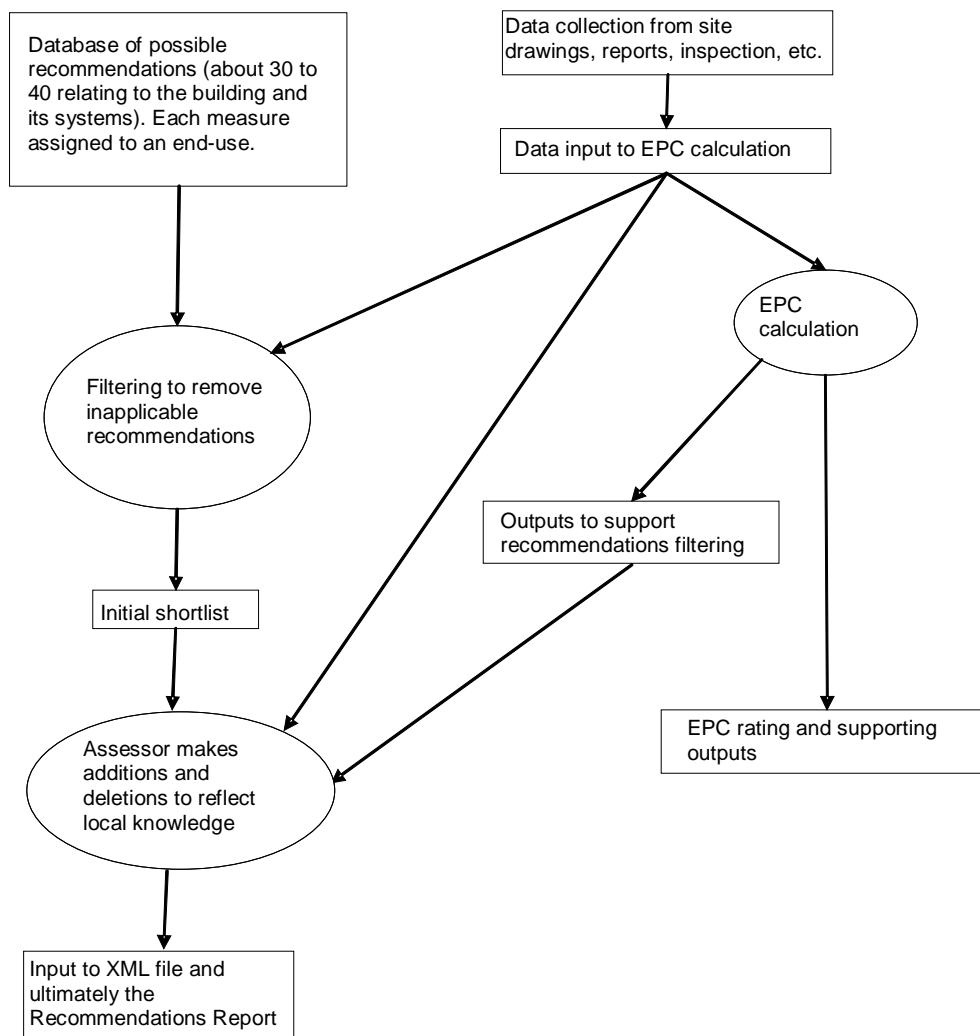 Database of possible
recommendations (about 30 to
40 relating to the building and
its systems). Each measure
assigned to an end-use.
Data collection from site
drawings, reports, inspection, etc.
Data input to EPC calculation
EPC
calculation
Filtering to remove
inapplicable
recommendations
Outputs to support
recommendations filtering
Initial shortlist
EPC rating and supporting
outputs
Assessor makes
additions and
deletions to reflect
local knowledge
Input to XML file and
ultimately the
Recommendations Report